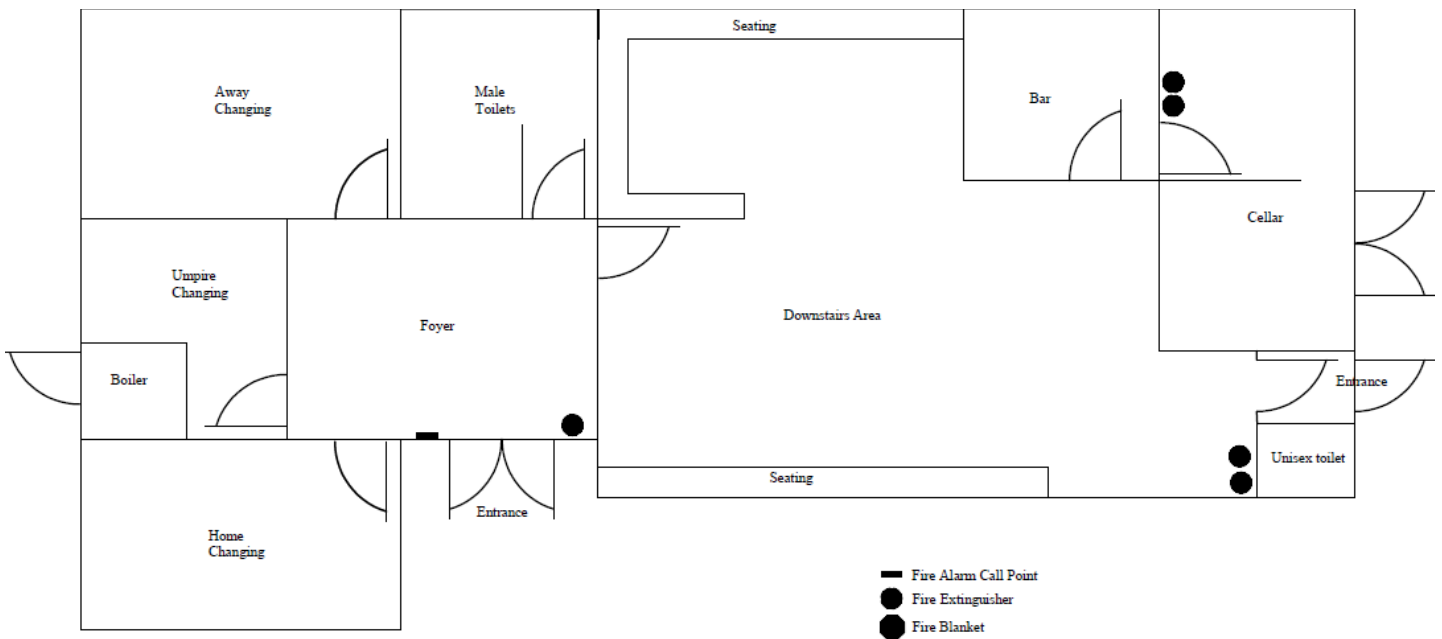 Seating
Away
Changing
Male
Toilets
Bar
Cellar
Umpire
Changing
Foyer
Downstairs Area
Boiler
Entrance
Unisex toilet
Seating
Entrance
Home
Changing
Fire Alarm Call Point
Fire Extinguisher
Fire Blanket